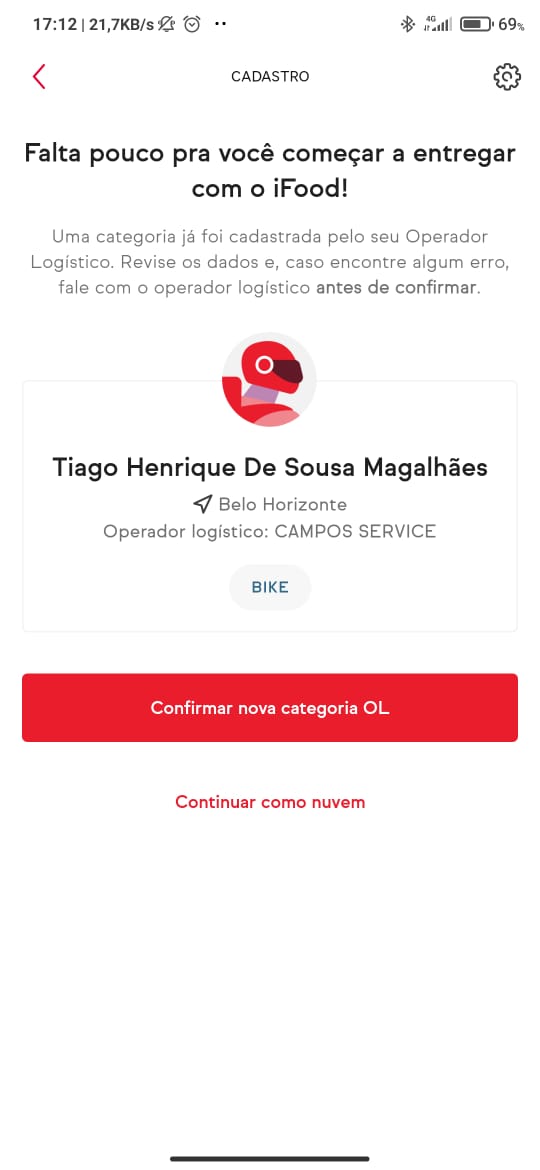 17:12 | 21,7KB/s
4G
69%
CADASTRO
Falta pouco pra você começar a entregar
com o iFood!
Uma categoria já foi cadastrada pelo seu Operador
Logístico. Revise os dados e, caso encontre algum erro,
fale com o operador logístico antes de confirmar.
Tiago Henrique De Sousa Magalhães
Belo Horizonte
Operador logístico: CAMPOS SERVICE
BIKE
Confirmar nova categoria OL
Continuar como nuvem